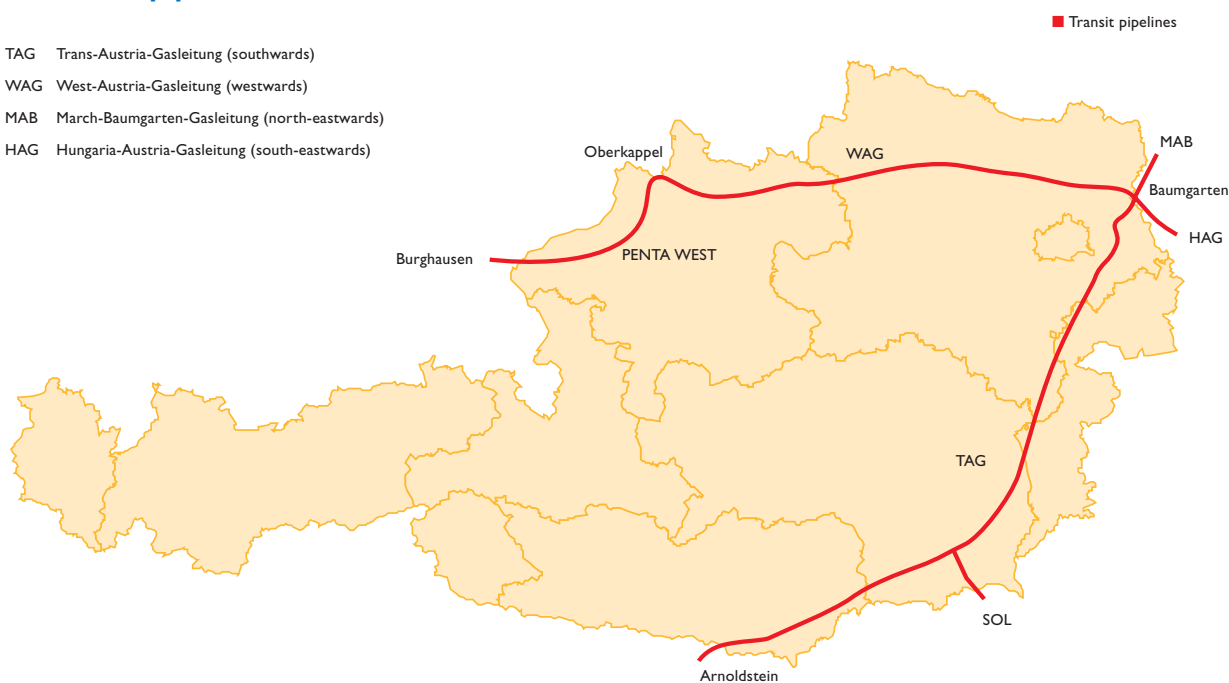 Transit pipelines
TAG Trans-Austria-Gasleitung (southwards)
WAG West-Austria-Gasleitung (westwards)
MAB March-Baumgarten-Gasleitung (north-eastwards)
HAG Hungaria-Austria-Gasleitung (south-eastwards)
MAB
Oberkappel
WAG
Baumgarten
HAG
PENTA WEST
Burghausen
TAG
SOL
Arnoldstein